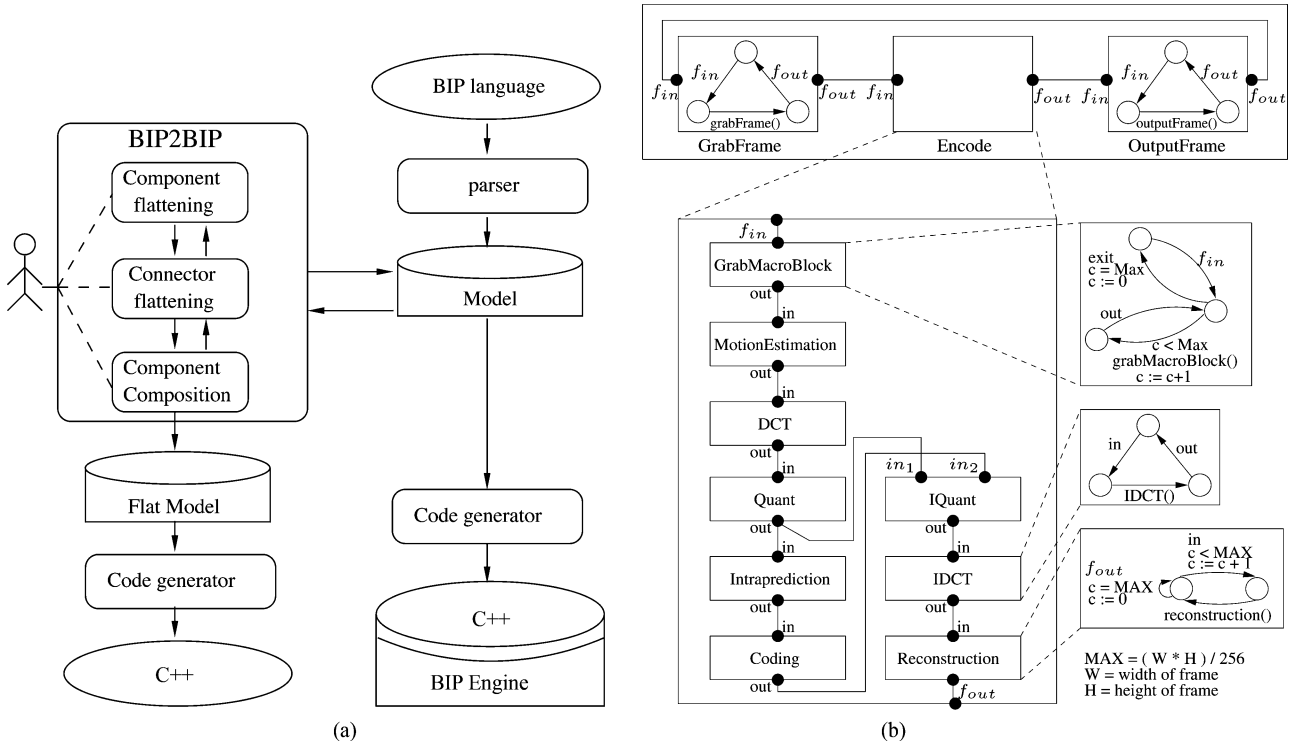 BIP language
BIP2BIP
Component
flattening
parser
Connector
flattening
Model
Component
Composition
Flat Model
Code generator
Code generator
C++
C++
BIP Engine
(a)
f_in
f_in
f_out
grabFrame()
f_out
GrabFrame
f_in
Encode
f_out
f_in
f_in
f_out
outputFrame()
f_out
OutputFrame
f_in
GrabMacroBlock
out
in
MotionEstimation
out
in
DCT
out
in
Quant
out
in
Intraprediction
out
in
Coding
out
in_1
in_2
IQuant
out
in
IDCT
out
in
Reconstruction
f_out
exit
c = Max
c := 0
f_in
out
c < Max
grabMacroBlock()
c := c+1
in
out
IDCT()
in
c < MAX
c := c + 1
f_out
c = MAX
c := 0
reconstruction()
MAX = ( W * H ) / 256
W = width of frame
H = height of frame
(b)